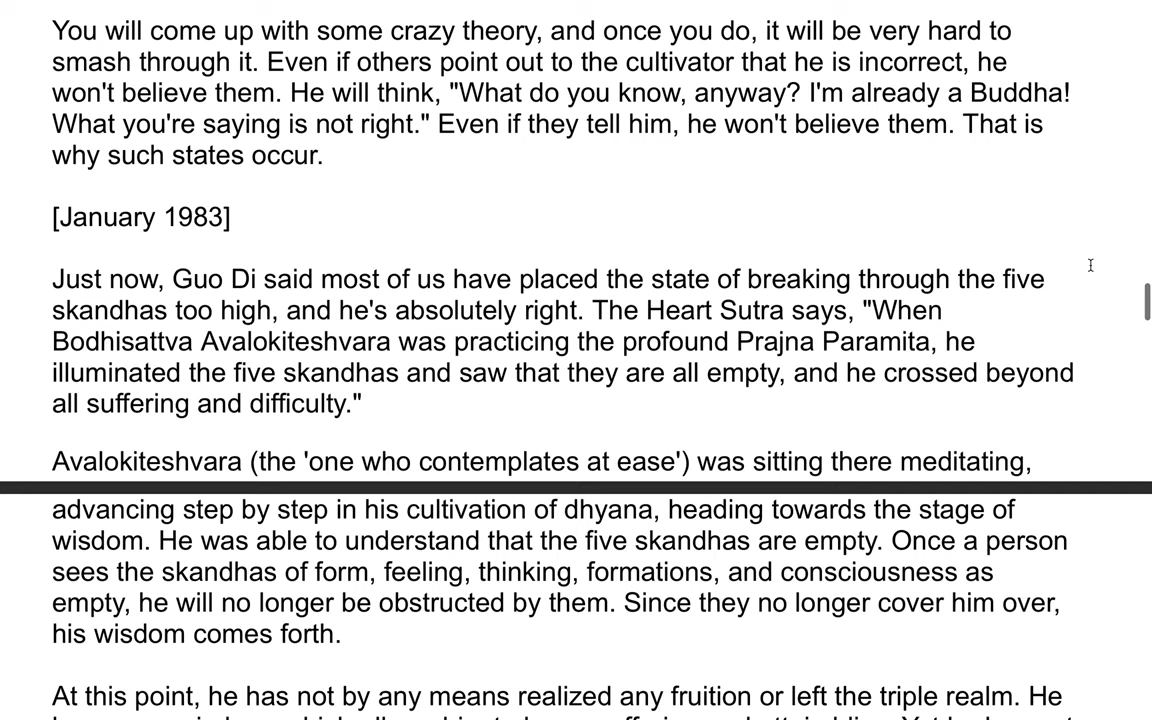 You will come up with some crazy theory, and once you do, it will be very hard to
smash through it. Even if others point out to the cultivator that he is incorrect, he
won't believe them. He will think, "What do you know, anyway? I'm already a Buddha!
What you're saying is not right." Even if they tell him, he won't believe them. That is
why such states occur.
[January 1983]
Just now, Guo Di said most of us have placed the state of breaking through the five
skandhas too high, and he's absolutely right. The Heart Sutra says, "When
Bodhisattva Avalokiteshvara was practicing the profound Prajna Paramita, he
illuminated the five skandhas and saw that they are all empty, and he crossed beyond
all suffering and difficulty."
Avalokiteshvara (the 'one who contemplates at ease') was sitting there meditating,
advancing step by step in his cultivation of dhyana, heading towards the stage of
wisdom. He was able to understand that the five skandhas are empty. Once a person
sees the skandhas of form, feeling, thinking, formations, and consciousness as
empty, he will no longer be obstructed by them. Since they no longer cover him over,
his wisdom comes forth.
At this point, he has not by any means realized any fruition or left the triple realm. He